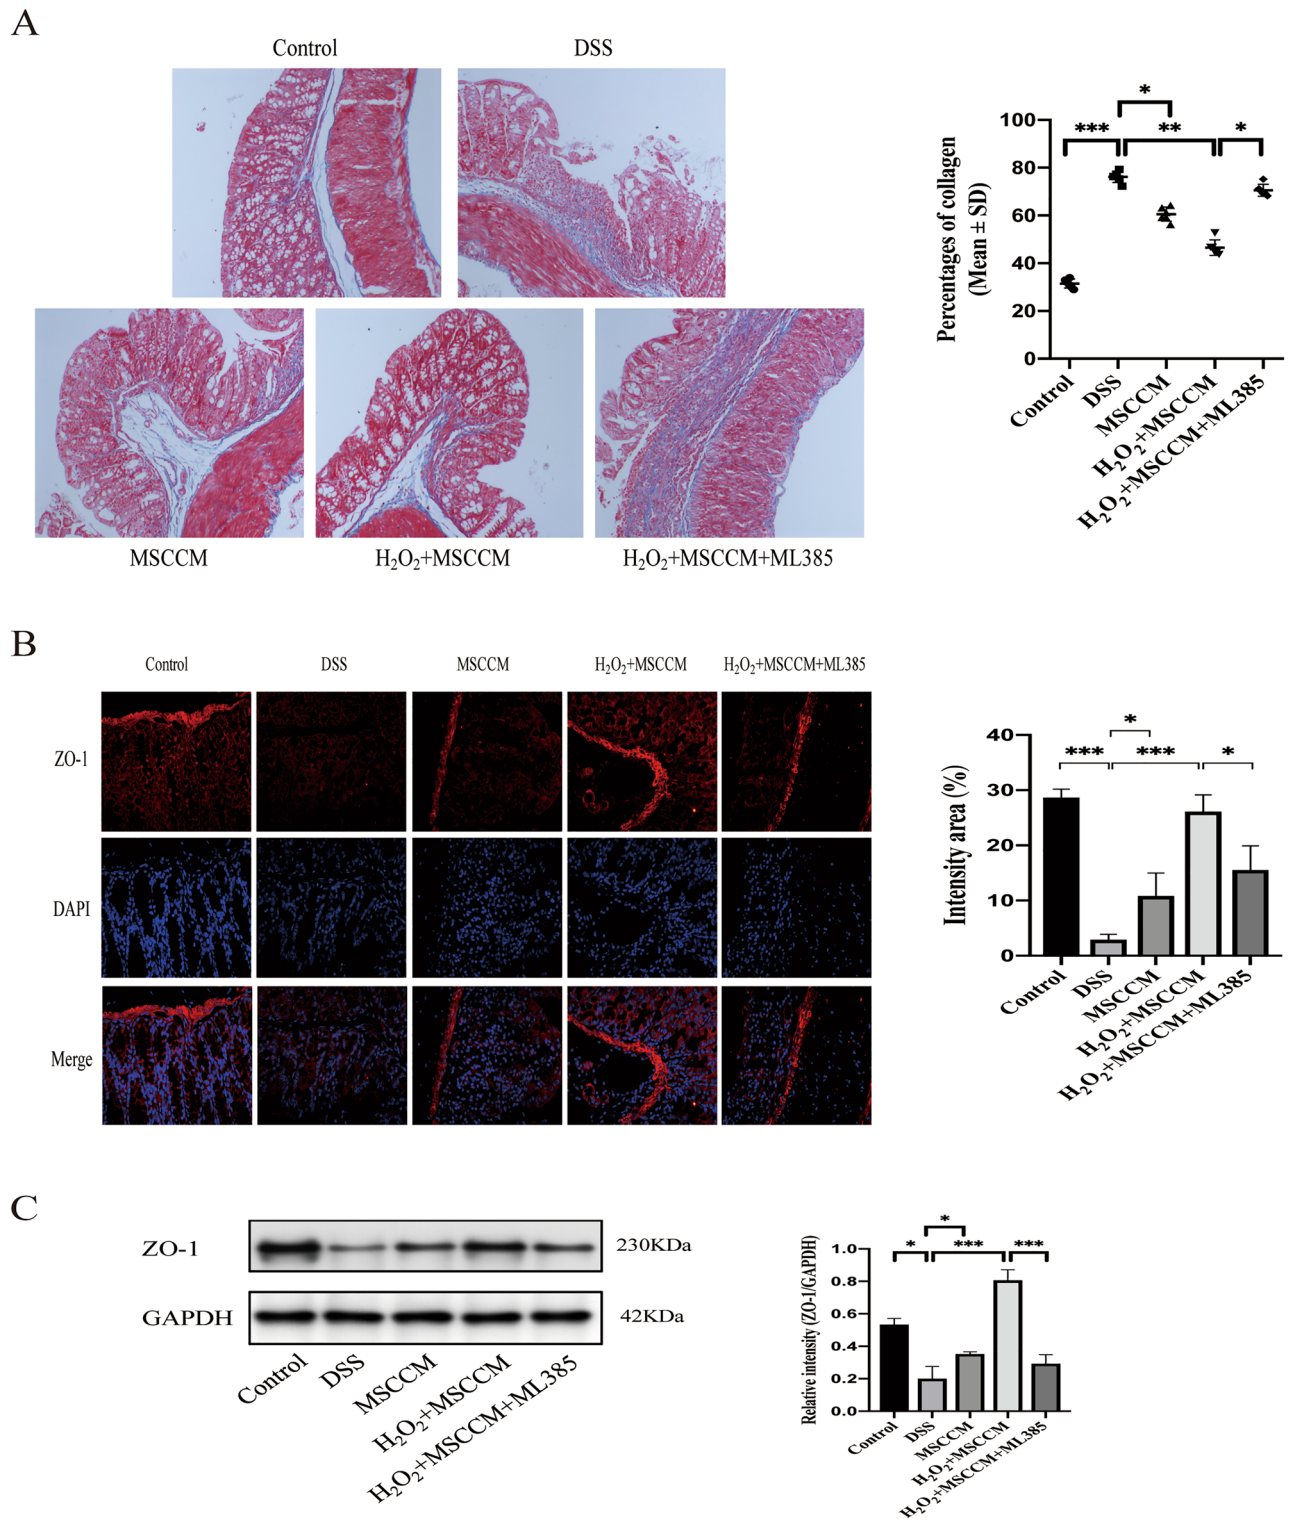 A
Control
DSS
MSCCM
H₂O₂+MSCCM
H₂O₂+MSCCM+ML385
Percentages of collagen
(Mean ± SD)
100
80
60
40
20
0
***
*
**
*
Control
DSS
MSCCM
H₂O₂+MSCCM
H₂O₂+MSCCM+ML385
B
Control
DSS
MSCCM
H₂O₂+MSCCM
H₂O₂+MSCCM+ML385
ZO-1
DAPI
Merge
Intensity area (%)
40
30
20
10
0
***
*
***
*
Control
DSS
MSCCM
H₂O₂+MSCCM
H₂O₂+MSCCM+ML385
C
ZO-1
230KDa
GAPDH
42KDa
Control
DSS
MSCCM
H₂O₂+MSCCM
H₂O₂+MSCCM+ML385
Relative intensity (ZO-1/GAPDH)
1.0
0.8
0.6
0.4
0.2
0.0
*
*
***
***
Control
DSS
MSCCM
H₂O₂+MSCCM
H₂O₂+MSCCM+ML385